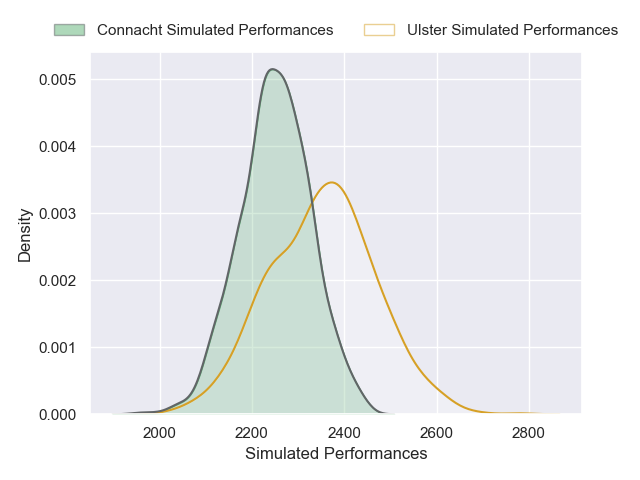 Connacht Simulated Performances Ulster Simulated Performances
0.005
0.004
0.003
0.002
0.001
0.000
Density
2000 2200 2400 2600 2800
Simulated Performances